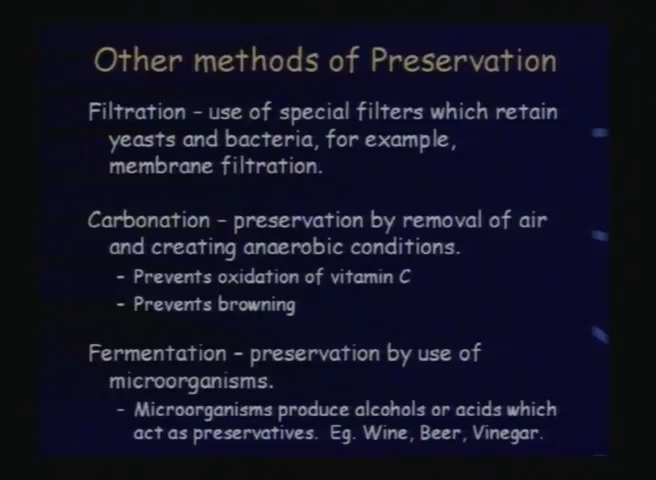 Other methods of Preservation
Filtration - use of special filters which retain
yeasts and bacteria, for example,
membrane filtration.
Carbonation - preservation by removal of air
and creating anaerobic conditions.
- Prevents oxidation of vitamin C
- Prevents browning
Fermentation - preservation by use of
microorganisms.
- Microorganisms produce alcohols or acids which
act as preservatives. Eg. Wine, Beer, Vinegar.